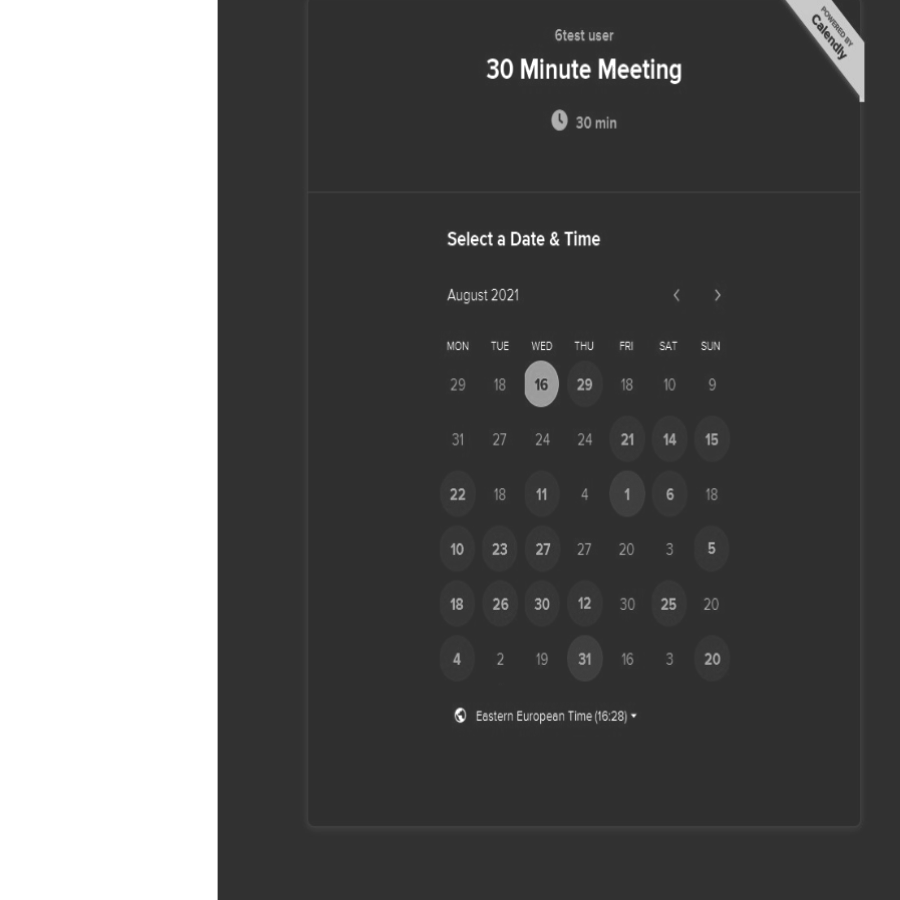 POWERED BY
Calendly
6test user
30 Minute Meeting
30 min
Select a Date & Time
August 2021
MON TUE WED THU FRI SAT SUN
29 18 16 29 18 10 9
31 27 24 24 21 14 15
22 18 11 4 1 6 18
10 23 27 27 20 3 5
18 26 30 12 30 25 20
4 2 19 31 16 3 20
Eastern European Time (16:28)